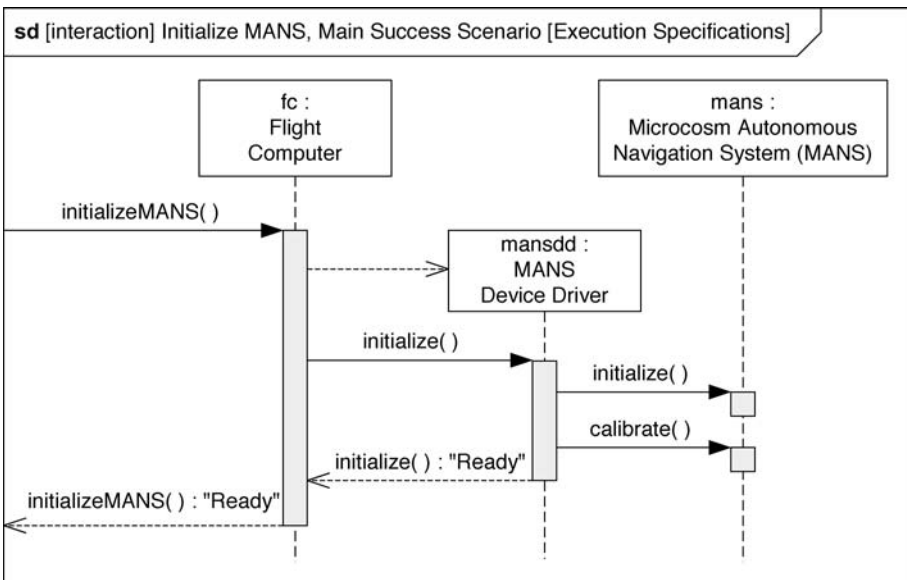 sd [interaction] Initialize MANS, Main Success Scenario [Execution Specifications]
fc :
Flight
Computer
mans :
Microcosm Autonomous
Navigation System (MANS)
initializeMANS( )
mansdd :
MANS
Device Driver
initialize( )
initialize( )
calibrate( )
initialize( ) : "Ready"
initializeMANS( ) : "Ready"